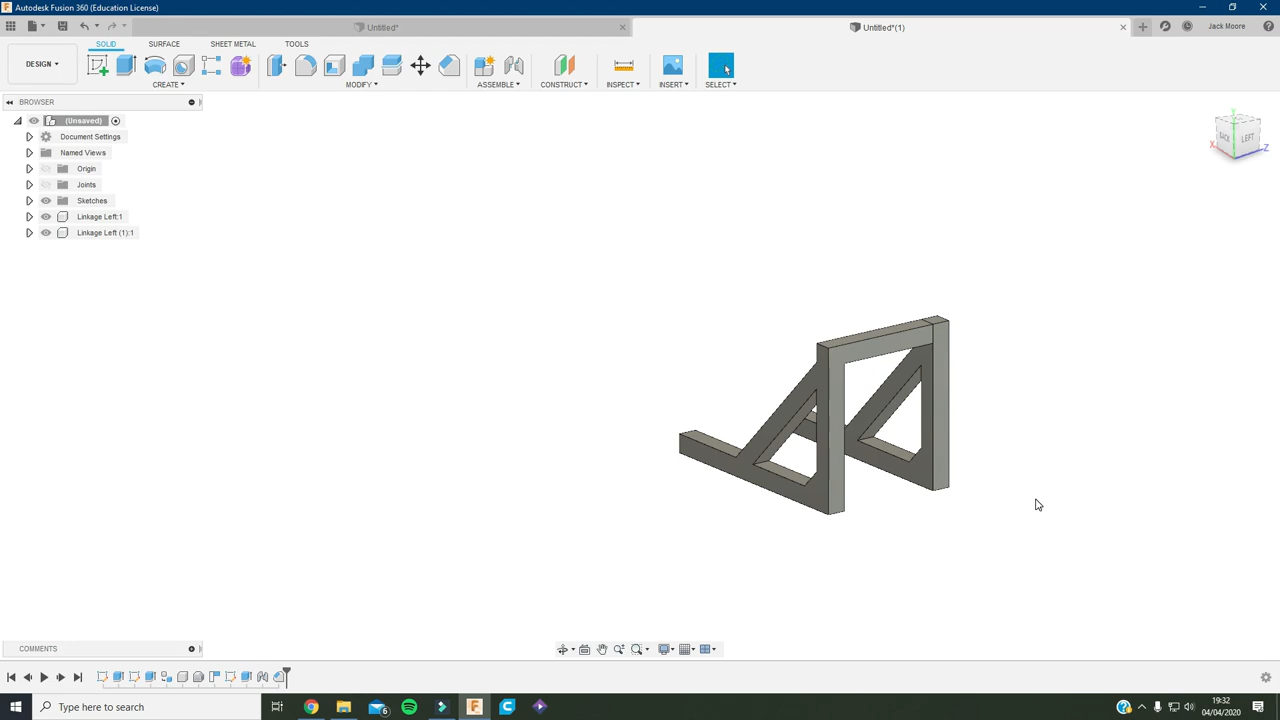 Autodesk Fusion 360 (Education License)
Untitled*
Untitled*(1)
Jack Moore
DESIGN
SOLID
SURFACE
SHEET METAL
TOOLS
CREATE
MODIFY
ASSEMBLE
CONSTRUCT
INSPECT
INSERT
SELECT
BROWSER
(Unsaved)
Document Settings
Named Views
Origin
Joints
Sketches
Linkage Left:1
Linkage Left (1):1
Y
BACK
LEFT
X
Z
COMMENTS
Type here to search
6
19:32
04/04/2020